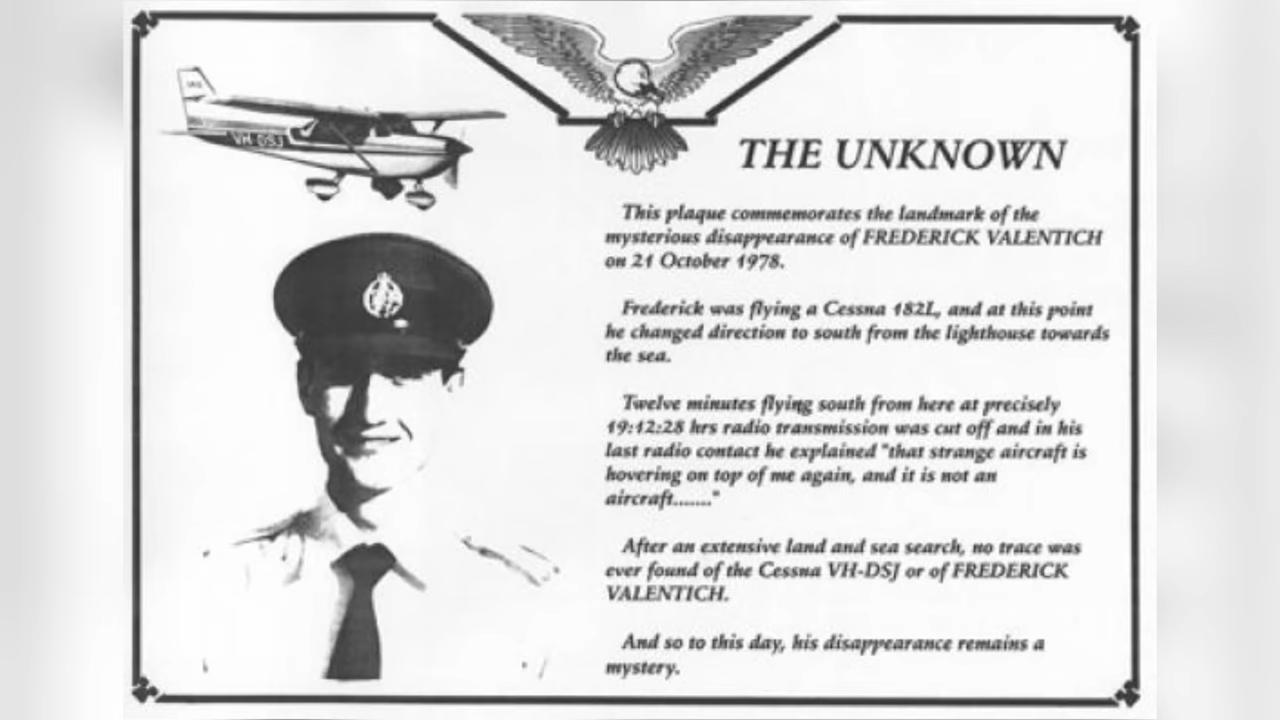 VH-DSJ
THE UNKNOWN
This plaque commemorates the landmark of the
mysterious disappearance of FREDERICK VALENTICH
on 21 October 1978.
Frederick was flying a Cessna 182L, and at this point
he changed direction to south from the lighthouse towards
the sea.
Twelve minutes flying south from here at precisely
19:12:28 hrs radio transmission was cut off and in his
last radio contact he explained "that strange aircraft is
hovering on top of me again, and it is not an
aircraft......."
After an extensive land and sea search, no trace was
ever found of the Cessna VH-DSJ or of FREDERICK
VALENTICH.
And so to this day, his disappearance remains a
mystery.